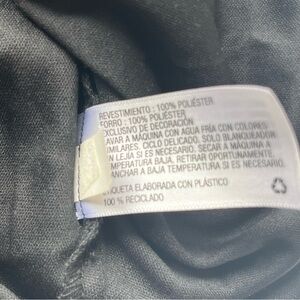 REVESTIMIENTO : 100% POLIÉSTER
FORRO : 100% POLIÉSTER
EXCLUSIVO DE DECORACIÓN
LAVAR A MÁQUINA CON AGUA FRÍA CON COLORES
SIMILARES, CICLO DELICADO, SOLO BLANQUEADOR
SIN LEJÍA SI ES NECESARIO. SECAR A MÁQUINA A
TEMPERATURA BAJA, RETIRAR OPORTUNAMENTE.
PLANCHAR A BAJA TEMPERATURA SI ES NECESARIO.
ETIQUETA ELABORADA CON PLÁSTICO
100 % RECICLADO